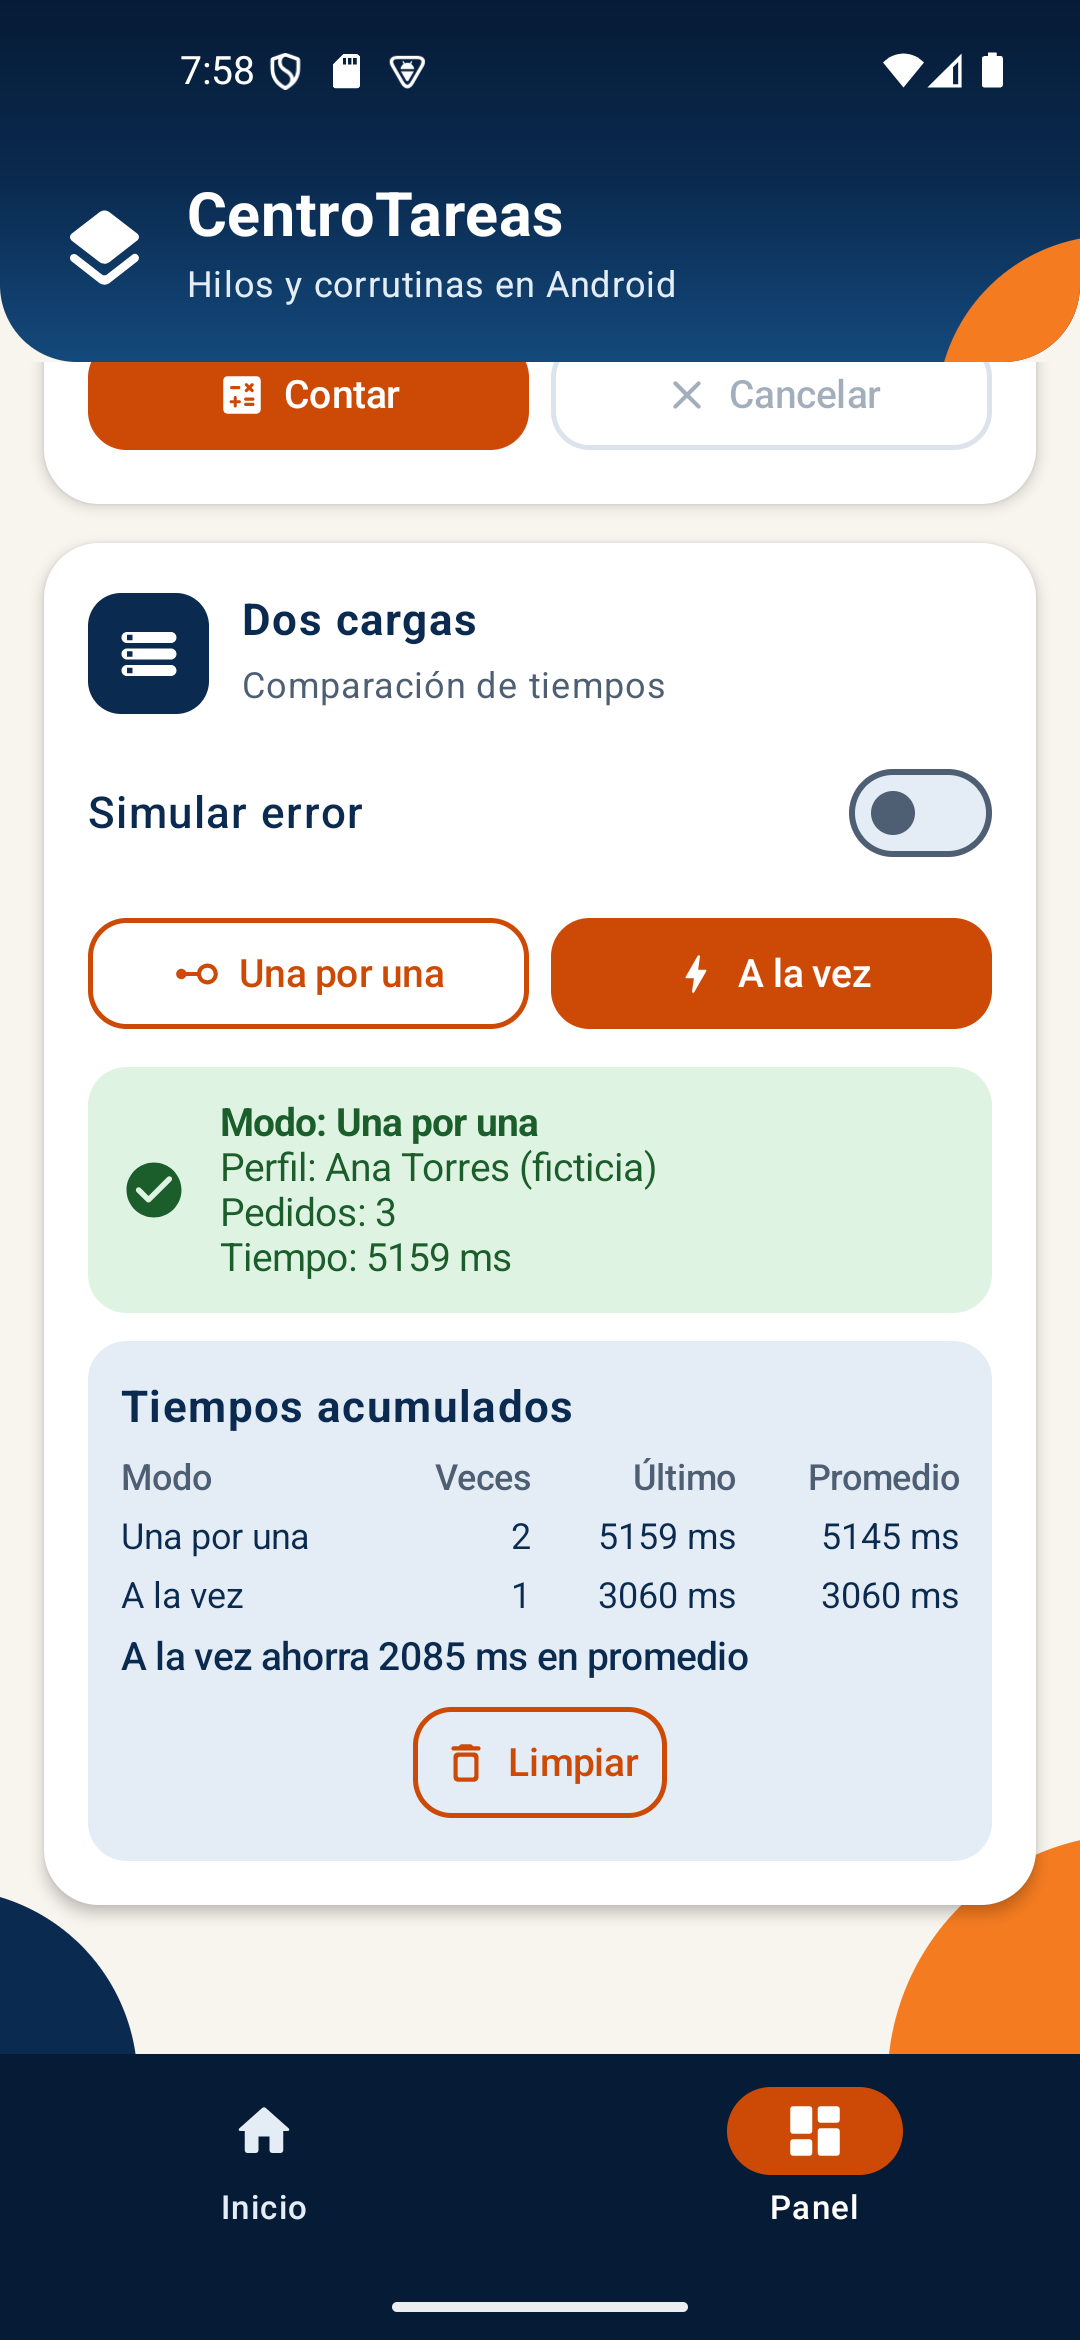 7:58
CentroTareas
Hilos y corrutinas en Android
Contar
Cancelar
Dos cargas
Comparación de tiempos
Simular error
Una por una
A la vez
Modo: Una por una
Perfil: Ana Torres (ficticia)
Pedidos: 3
Tiempo: 5159 ms
Tiempos acumulados
Modo Veces Último Promedio
Una por una 2 5159 ms 5145 ms
A la vez 1 3060 ms 3060 ms
A la vez ahorra 2085 ms en promedio
Limpiar
Inicio
Panel